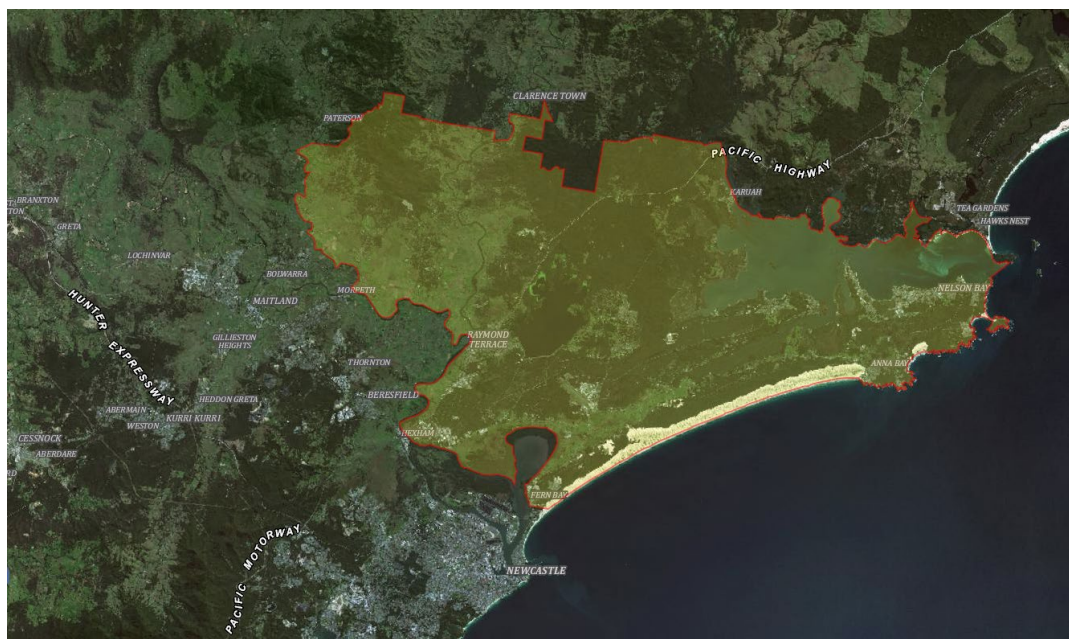 CLARENCE TOWN
PATERSON
PACIFIC HIGHWAY
KARUAH
BRANXTON
TEA GARDENS
HAWKS NEST
GRETA
LOCHINVAR
BOLWARRA
MORPETH
NELSON BAY
MAITLAND
HUNTER EXPRESSWAY
GILLIESTON
HEIGHTS
RAYMOND
TERRACE
THORNTON
ANNA BAY
BERESFIELD
HEDDON GRETA
ABERMAIN
KURRI KURRI
WESTON
HEXHAM
CESSNOCK
ABERDARE
FERN BAY
PACIFIC MOTORWAY
NEWCASTLE